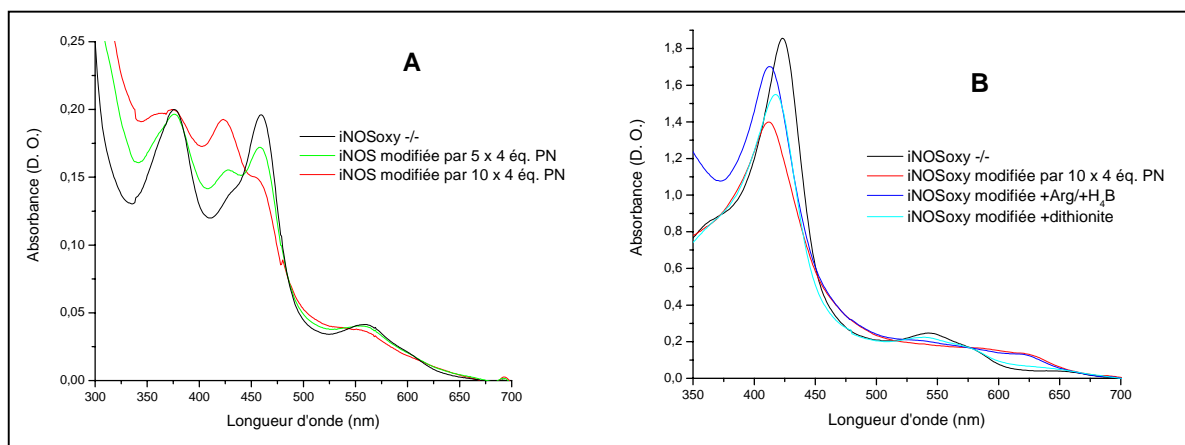 A
iNOSoxy -/-
iNOS modifiée par 5 x 4 éq. PN
iNOS modifiée par 10 x 4 éq. PN
Absorbance (D. O.)
0,25
0,20
0,15
0,10
0,05
0,00
300 350 400 450 500 550 600 650 700
Longueur d'onde (nm)
B
iNOSoxy -/-
iNOSoxy modifiée par 10 x 4 éq. PN
iNOSoxy modifiée +Arg/+H4B
iNOSoxy modifiée +dithionite
Absorbance (D. O.)
1,8
1,6
1,4
1,2
1,0
0,8
0,6
0,4
0,2
0,0
350 400 450 500 550 600 650 700
Longueur d'onde (nm)